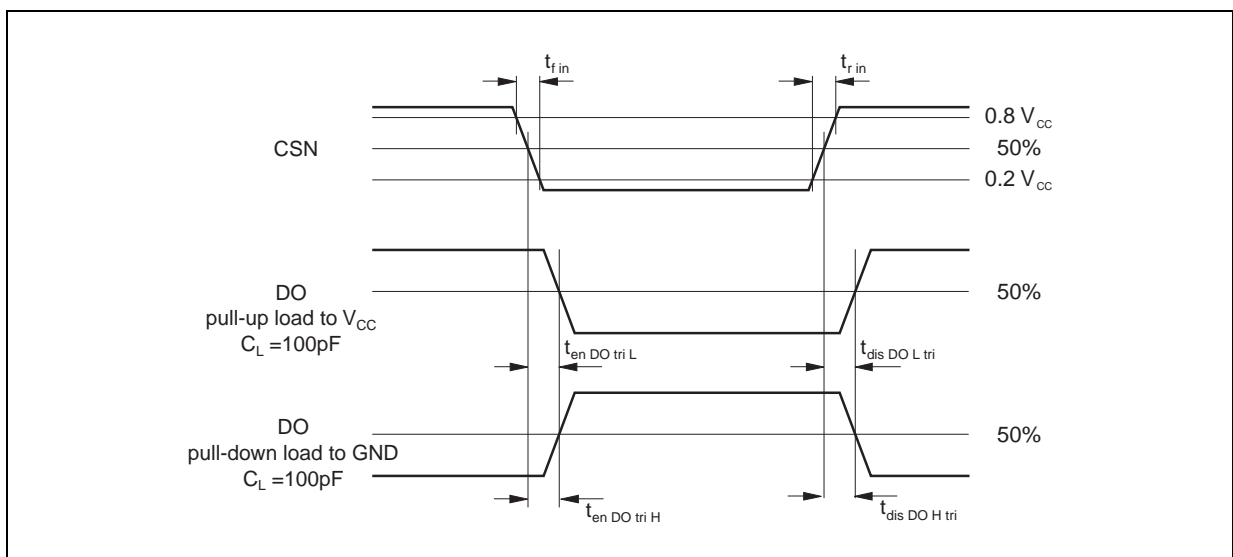 t_f in
t_r in
CSN
0.8 V_CC
50%
0.2 V_CC
DO
pull-up load to V_CC
C_L =100pF
50%
t_en DO tri L
t_dis DO L tri
DO
pull-down load to GND
C_L =100pF
50%
t_en DO tri H
t_dis DO H tri